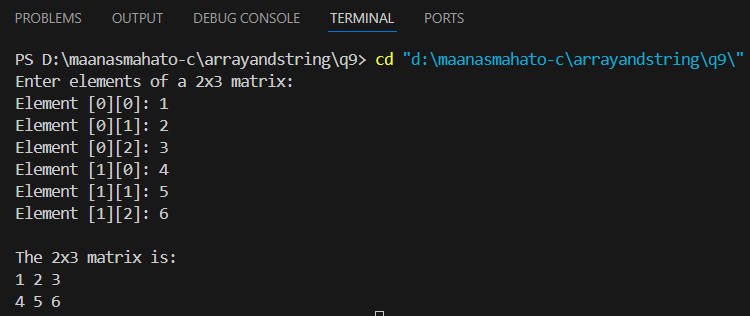 PROBLEMS OUTPUT DEBUG CONSOLE TERMINAL PORTS
PS D:\maanasmahato-c\arrayandstring\q9> cd "d:\maanasmahato-c\arrayandstring\q9\"
Enter elements of a 2x3 matrix:
Element [0][0]: 1
Element [0][1]: 2
Element [0][2]: 3
Element [1][0]: 4
Element [1][1]: 5
Element [1][2]: 6
The 2x3 matrix is:
1 2 3
4 5 6